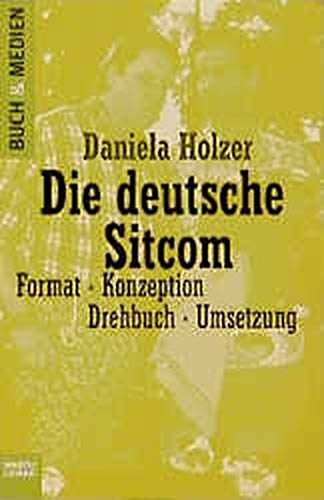 BUCH & MEDIEN
Daniela Holzer
Die deutsche
Sitcom
Format · Konzeption
Drehbuch · Umsetzung